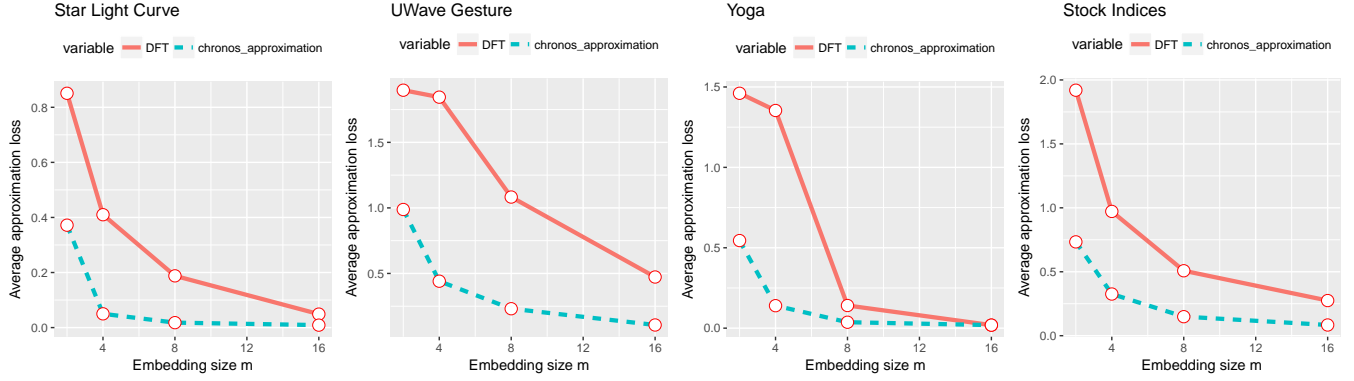 Star Light Curve
variable DFT chronos_approximation
Average approximation loss
0.8
0.6
0.4
0.2
0.0
4 8 12 16
Embedding size m
UWave Gesture
variable DFT chronos_approximation
Average approximation loss
1.5
1.0
0.5
4 8 12 16
Embedding size m
Yoga
variable DFT chronos_approximation
Average approximation loss
1.5
1.0
0.5
0.0
4 8 12 16
Embedding size m
Stock Indices
variable DFT chronos_approximation
Average approximation loss
2.0
1.5
1.0
0.5
0.0
4 8 12 16
Embedding size m